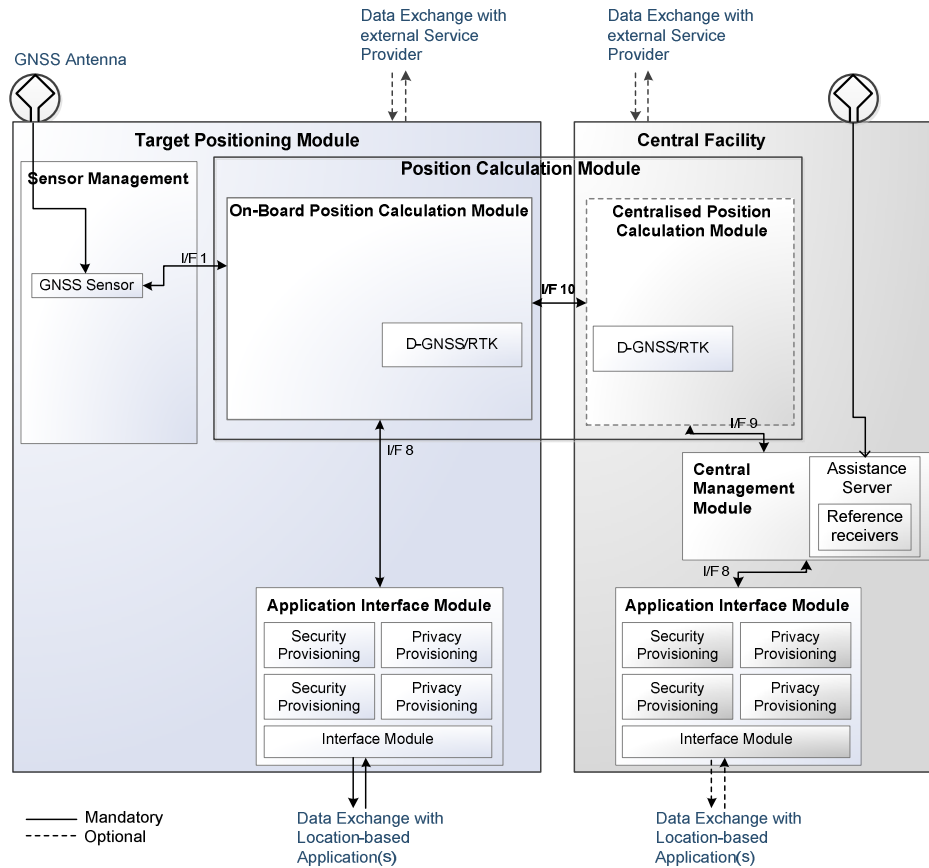 Data Exchange with
external Service
Provider
Data Exchange with
external Service
Provider
GNSS Antenna
Target Positioning Module
Central Facility
Position Calculation Module
Sensor Management
On-Board Position Calculation Module
Centralised Position
Calculation Module
I/F 1
GNSS Sensor
I/F 10
D-GNSS/RTK
D-GNSS/RTK
I/F 9
I/F 8
Central
Management
Module
Assistance
Server
Reference
receivers
I/F 8
Application Interface Module
Security
Provisioning
Privacy
Provisioning
Security
Provisioning
Privacy
Provisioning
Interface Module
Application Interface Module
Security
Provisioning
Privacy
Provisioning
Security
Provisioning
Privacy
Provisioning
Interface Module
Mandatory
Optional
Data Exchange with
Location-based
Application(s)
Data Exchange with
Location-based
Application(s)